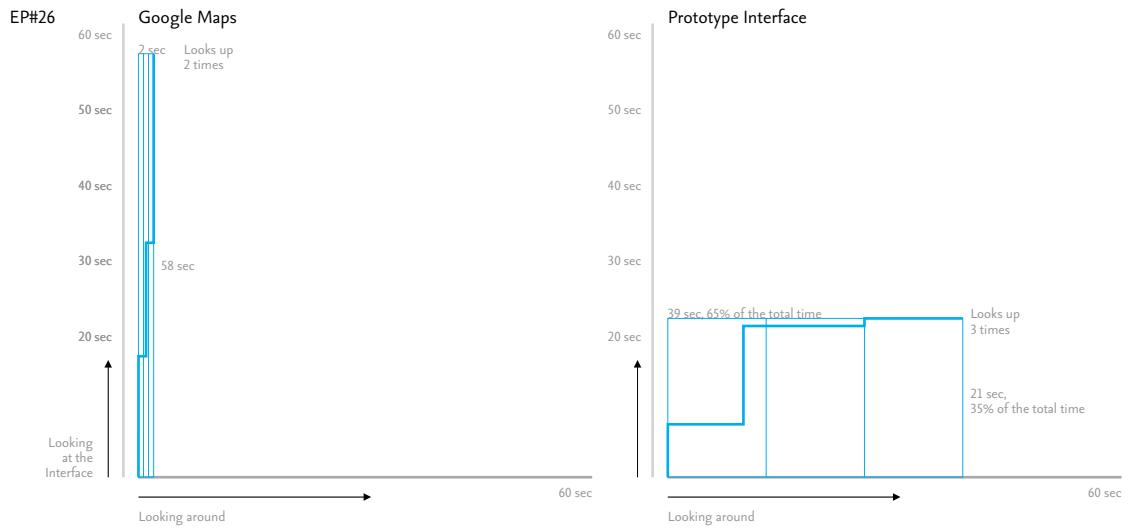 EP#26
Google Maps
60 sec
2 sec
Looks up
2 times
50 sec
40 sec
30 sec
58 sec
20 sec
Looking
at the
Interface
60 sec
Looking around
Prototype Interface
60 sec
50 sec
40 sec
30 sec
39 sec, 65% of the total time
Looks up
3 times
20 sec
21 sec,
35% of the total time
60 sec
Looking around